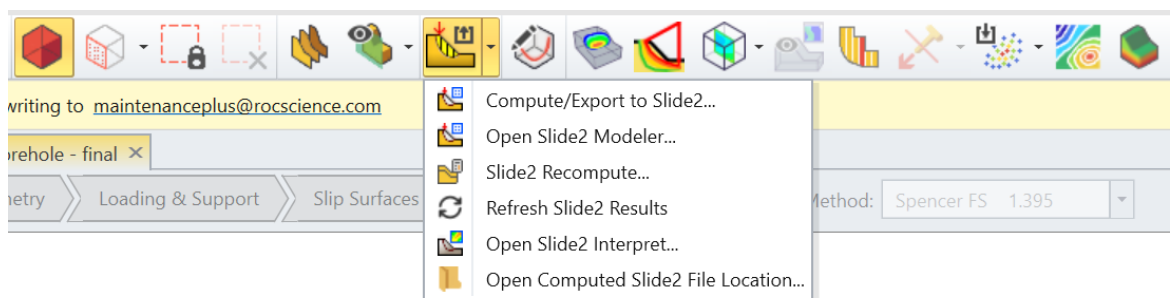 writing to maintenanceplus@rocscience.com
Compute/Export to Slide2...
Open Slide2 Modeler...
orehole - final
Slide2 Recompute...
etry
Loading & Support
Slip Surfaces
Refresh Slide2 Results
Method:
Spencer FS 1.395
Open Slide2 Interpret...
Open Computed Slide2 File Location...